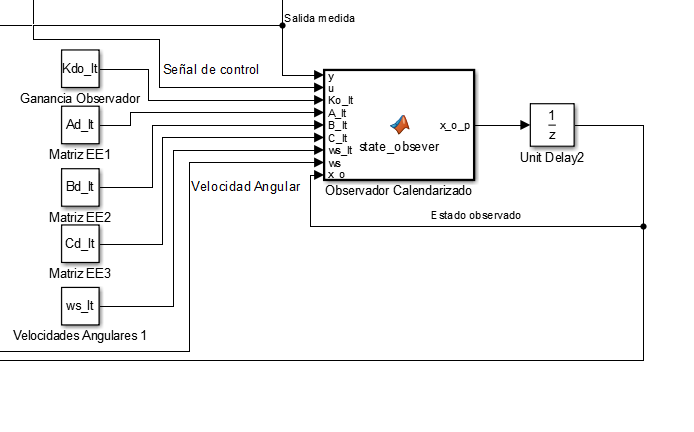 Salida medida
Kdo_lt
Señal de control
Ganancia Observador
Ad_lt
Matriz EE1
Bd_lt
Matriz EE2
Cd_lt
Matriz EE3
ws_lt
Velocidades Angulares 1
Velocidad Angular
y
u
Ko_lt
A_lt
B_lt
C_lt
ws_lt
ws
x_o
state_obsever
x_o_p
Observador Calendarizado
1
z
Unit Delay2
Estado observado